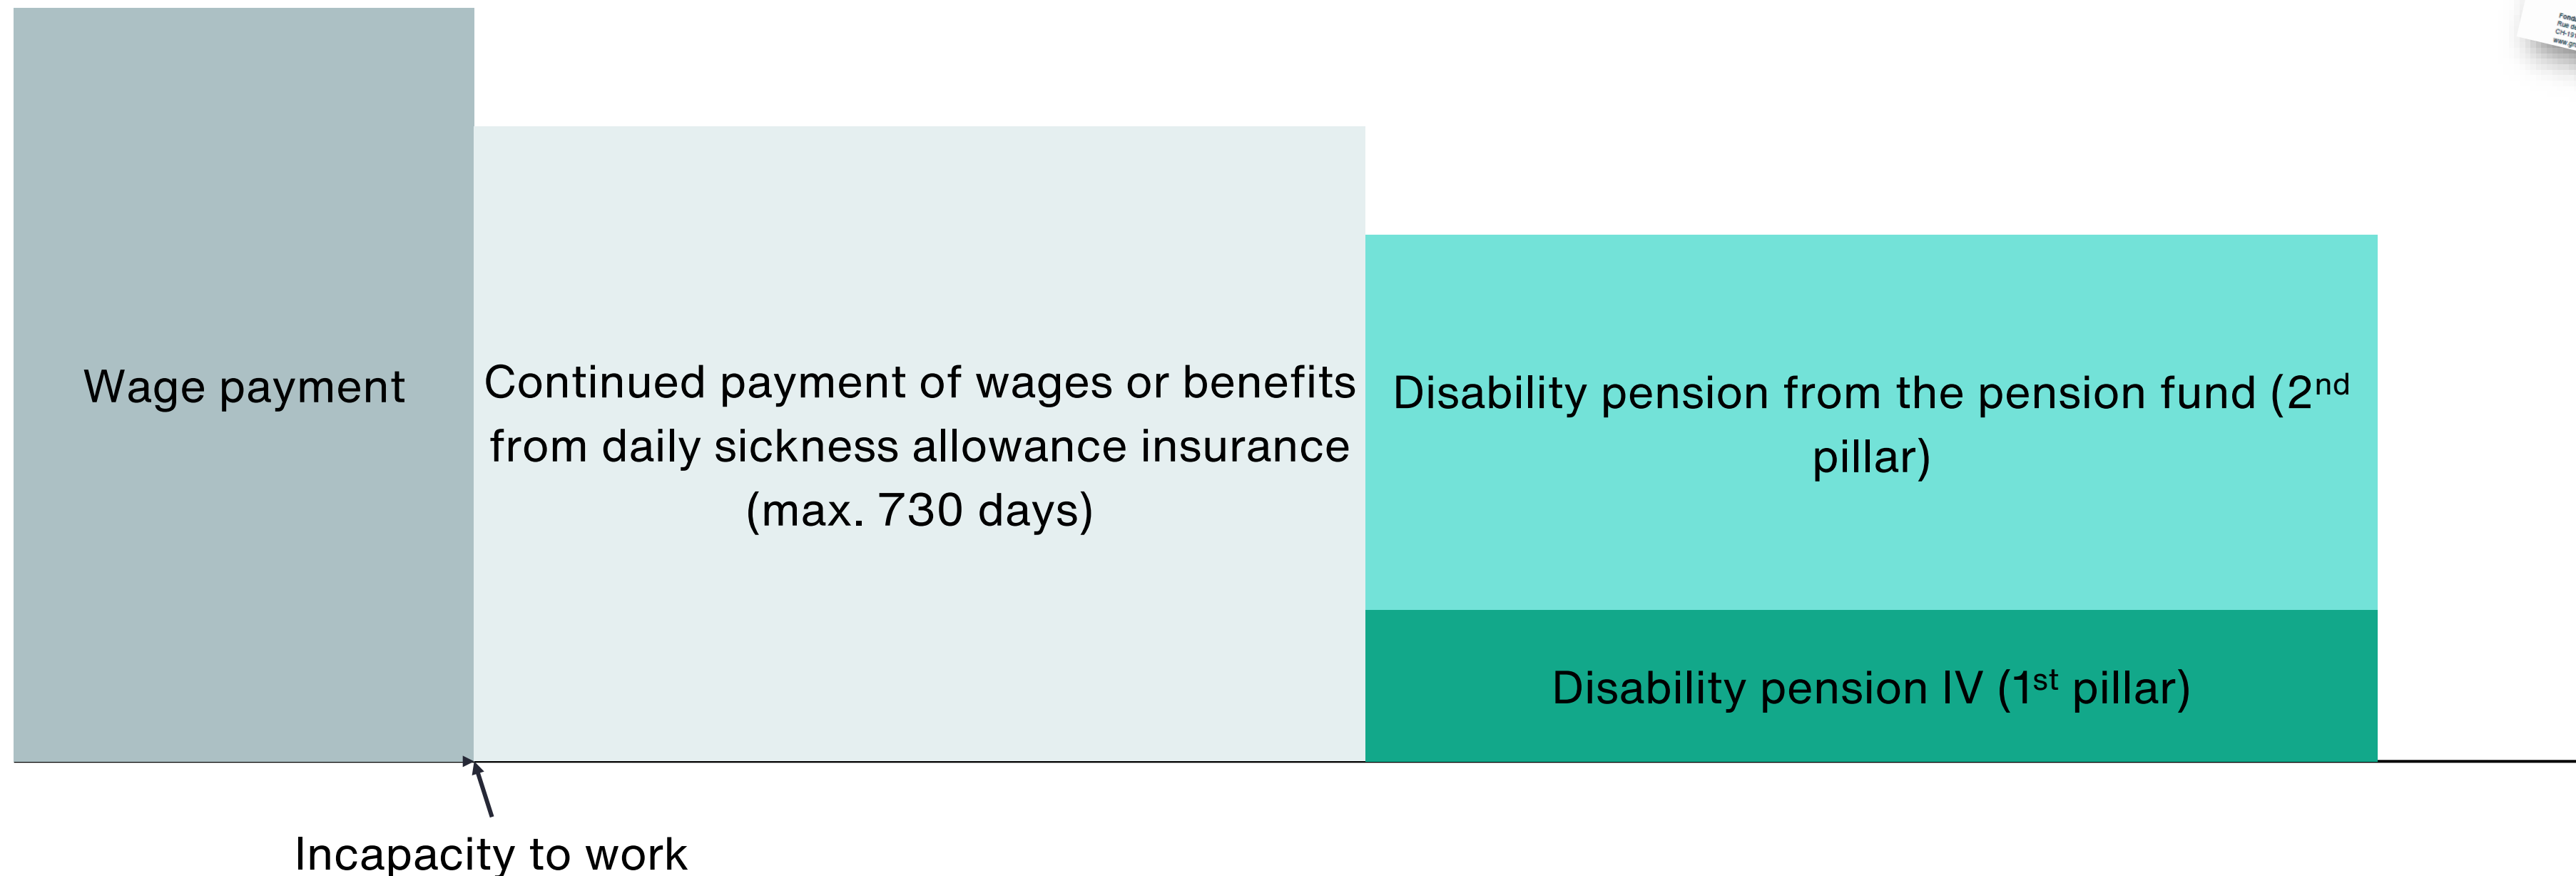 Wage payment
Continued payment of wages or benefits
from daily sickness allowance insurance
(max. 730 days)
Disability pension from the pension fund (2nd
pillar)
Disability pension IV (1st pillar)
Incapacity to work